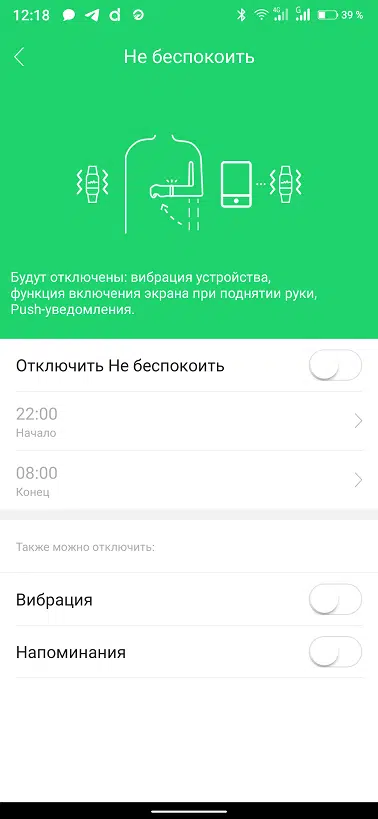 12:18 4G G 39 %
Не беспокоить
Будут отключены: вибрация устройства,
функция включения экрана при поднятии руки,
Push-уведомления.
Отключить Не беспокоить
22:00
Начало
08:00
Конец
Также можно отключить:
Вибрация
Напоминания